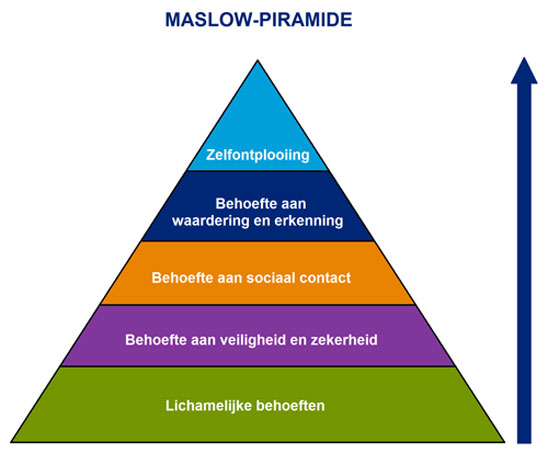 MASLOW-PIRAMIDE
Zelfontplooiing
Behoefte aan
waardering en erkenning
Behoefte aan sociaal contact
Behoefte aan veiligheid en zekerheid
Lichamelijke behoeften